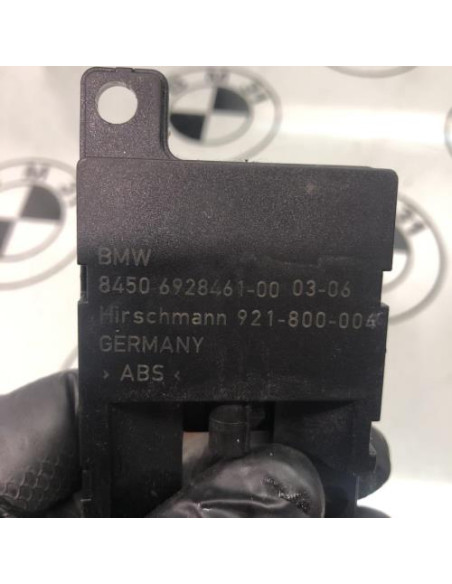 BMW
8450 6928461-00 03-06
Hirschmann 921-800-004
GERMANY
› ABS ‹